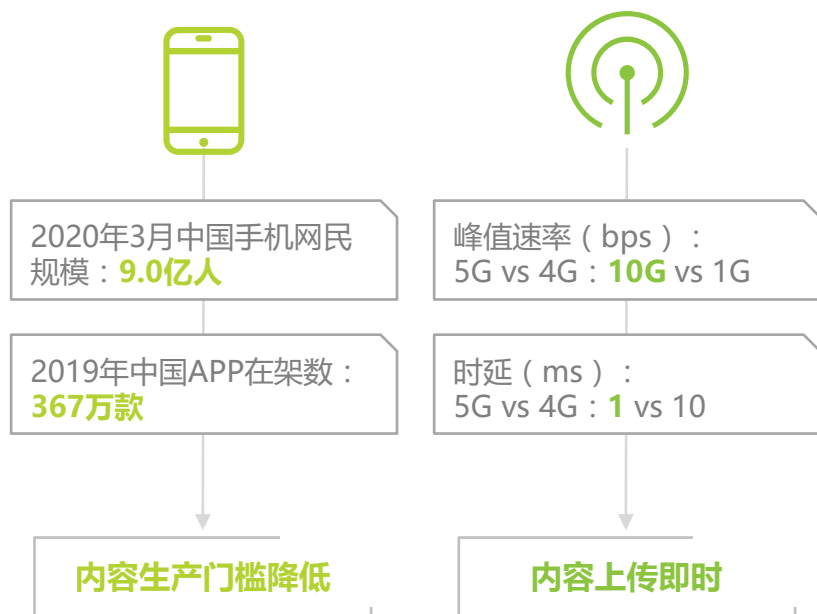 2020年3月中国手机网民
规模：9.0亿人
2019年中国APP在架数：
367万款
内容生产门槛降低
峰值速率（bps）：
5G vs 4G：10G vs 1G
时延（ms）：
5G vs 4G：1 vs 10
内容上传即时